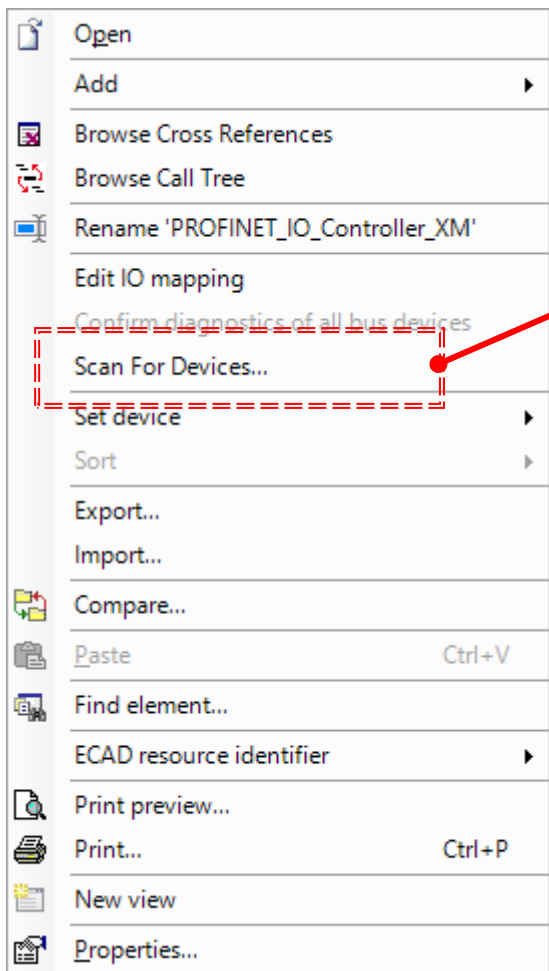 Open
Add
Browse Cross References
Browse Call Tree
Rename 'PROFINET_IO_Controller_XM'
Edit IO mapping
Confirm diagnostics of all bus devices
Scan For Devices...
Set device
Sort
Export...
Import...
Compare...
Paste Ctrl+V
Find element...
ECAD resource identifier
Print preview...
Print... Ctrl+P
New view
Properties...